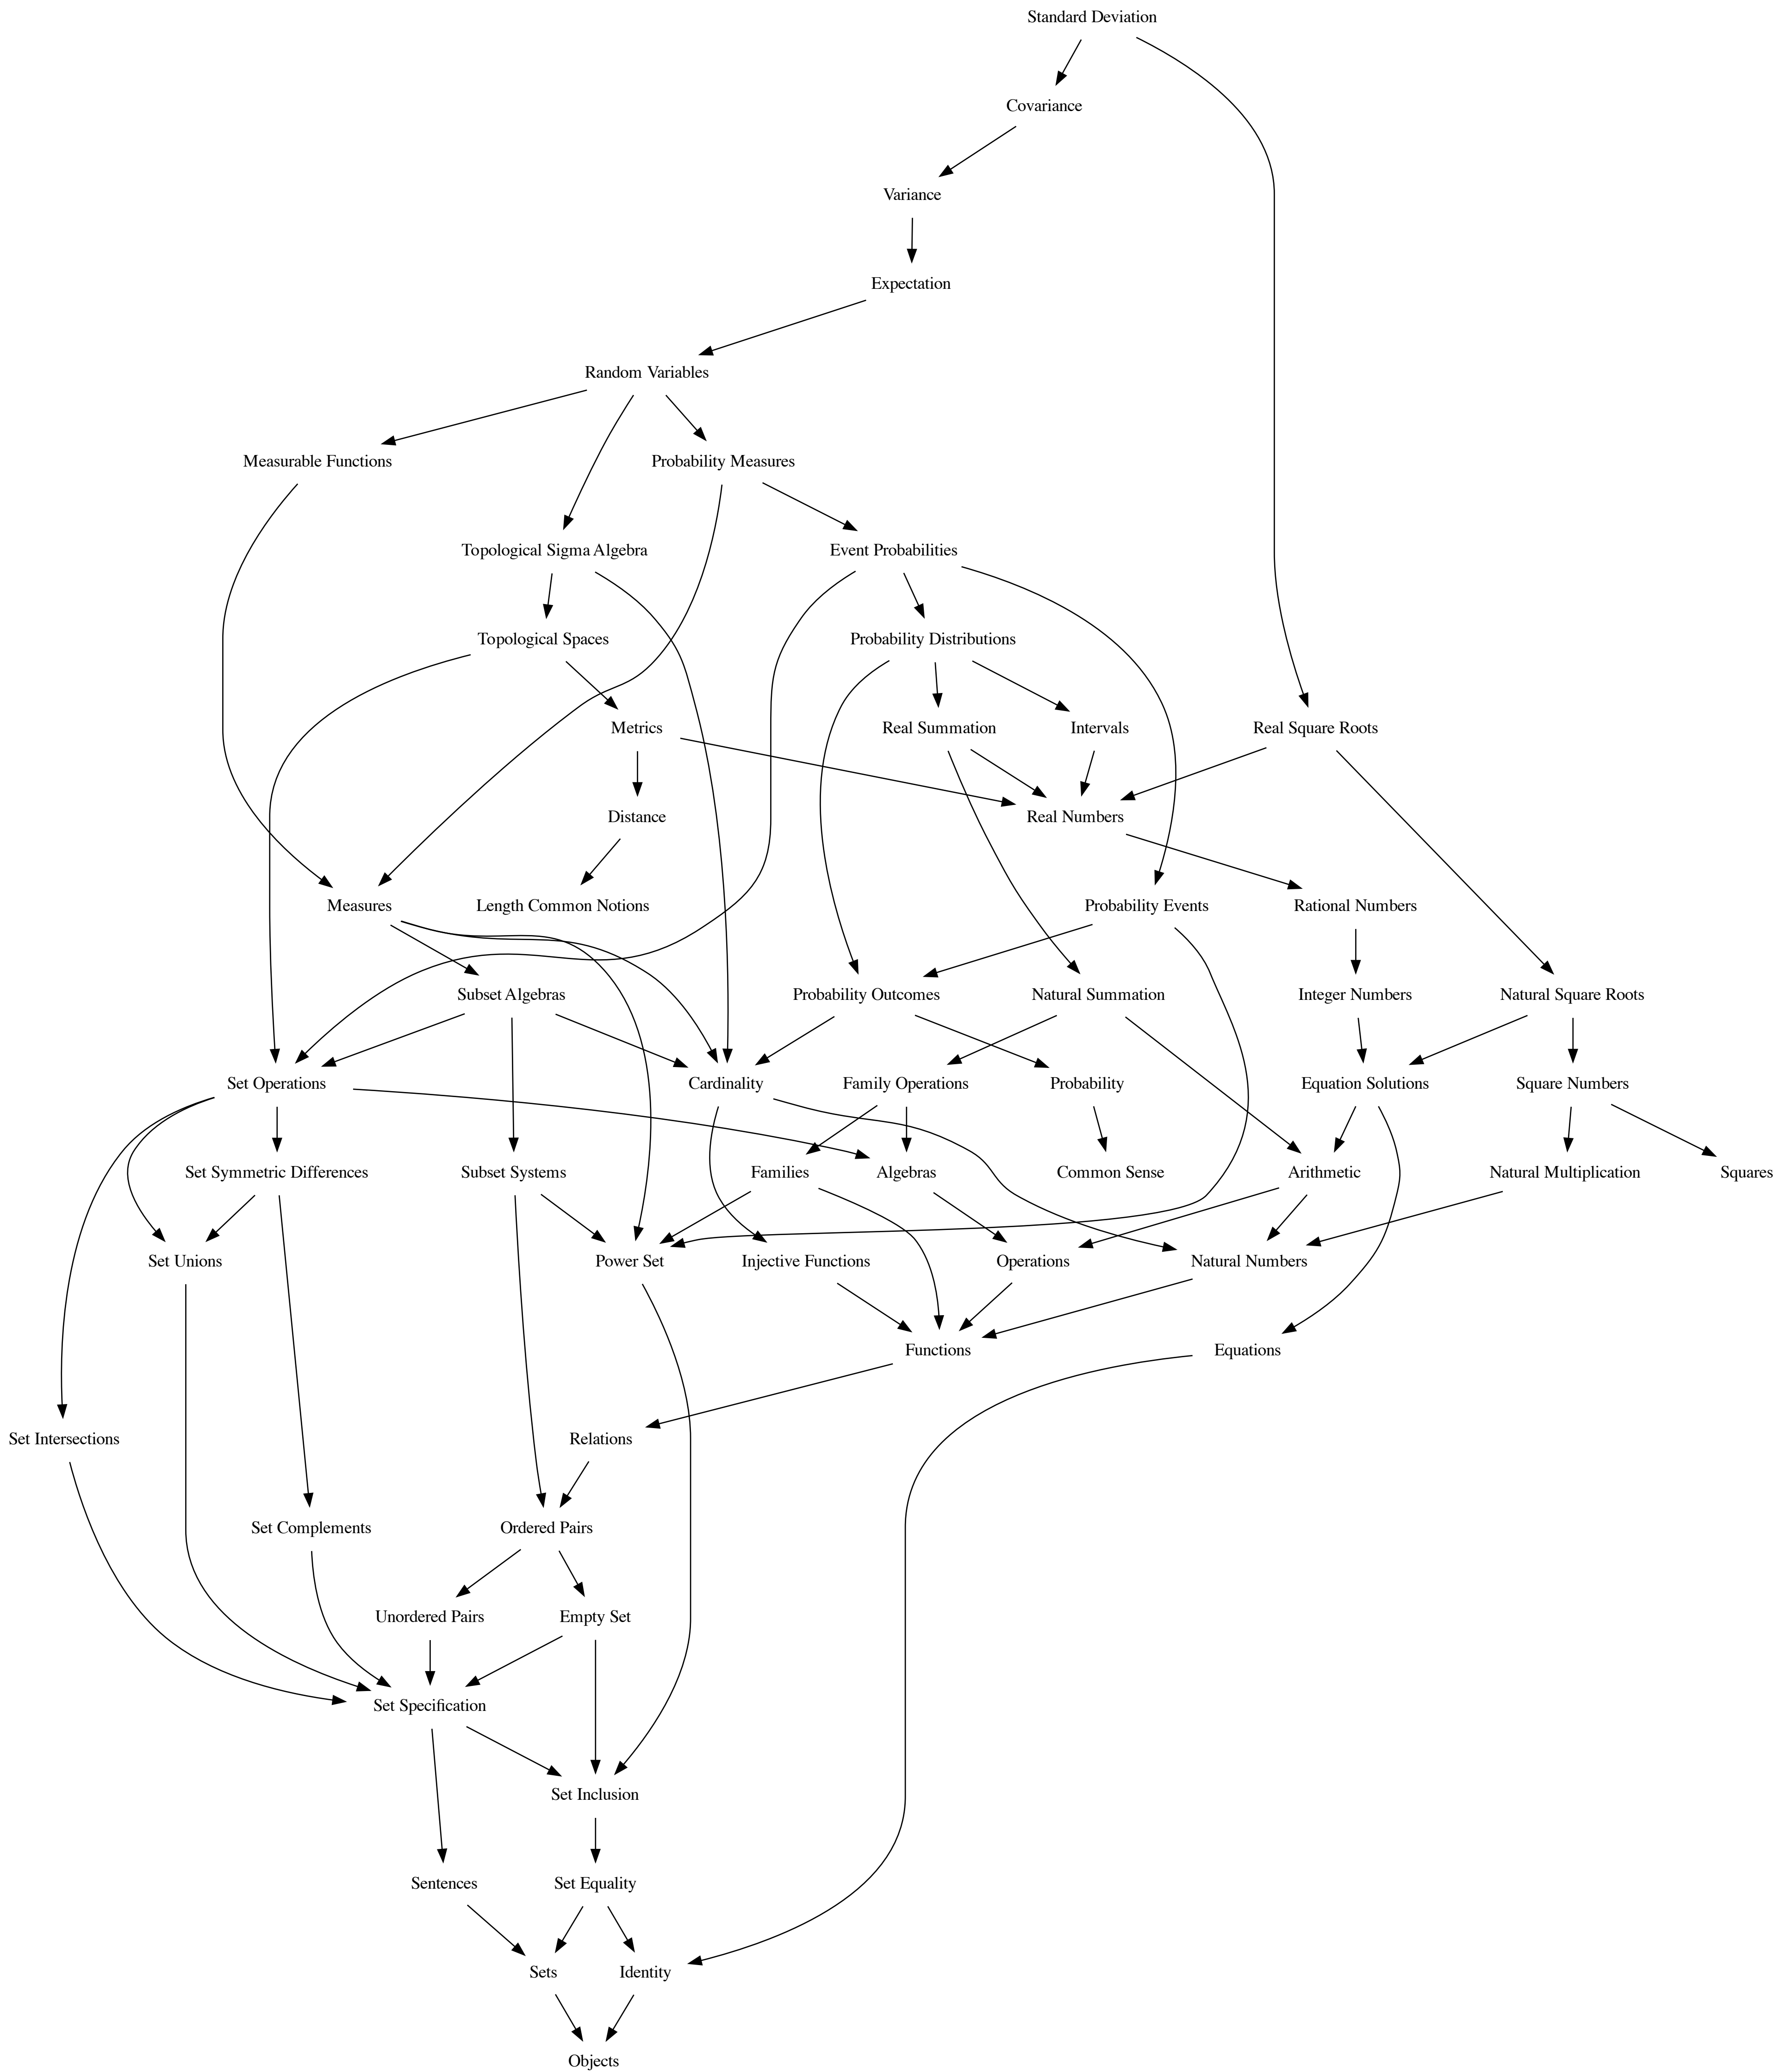 Standard Deviation
Covariance
Variance
Expectation
Random Variables
Measurable Functions
Probability Measures
Topological Sigma Algebra
Event Probabilities
Topological Spaces
Probability Distributions
Metrics
Real Summation
Intervals
Real Square Roots
Distance
Real Numbers
Measures
Length Common Notions
Probability Events
Rational Numbers
Subset Algebras
Probability Outcomes
Natural Summation
Integer Numbers
Natural Square Roots
Set Operations
Cardinality
Family Operations
Probability
Equation Solutions
Square Numbers
Set Symmetric Differences
Subset Systems
Families
Algebras
Common Sense
Arithmetic
Natural Multiplication
Squares
Set Unions
Power Set
Injective Functions
Operations
Natural Numbers
Functions
Equations
Set Intersections
Relations
Set Complements
Ordered Pairs
Unordered Pairs
Empty Set
Set Specification
Set Inclusion
Sentences
Set Equality
Sets
Identity
Objects